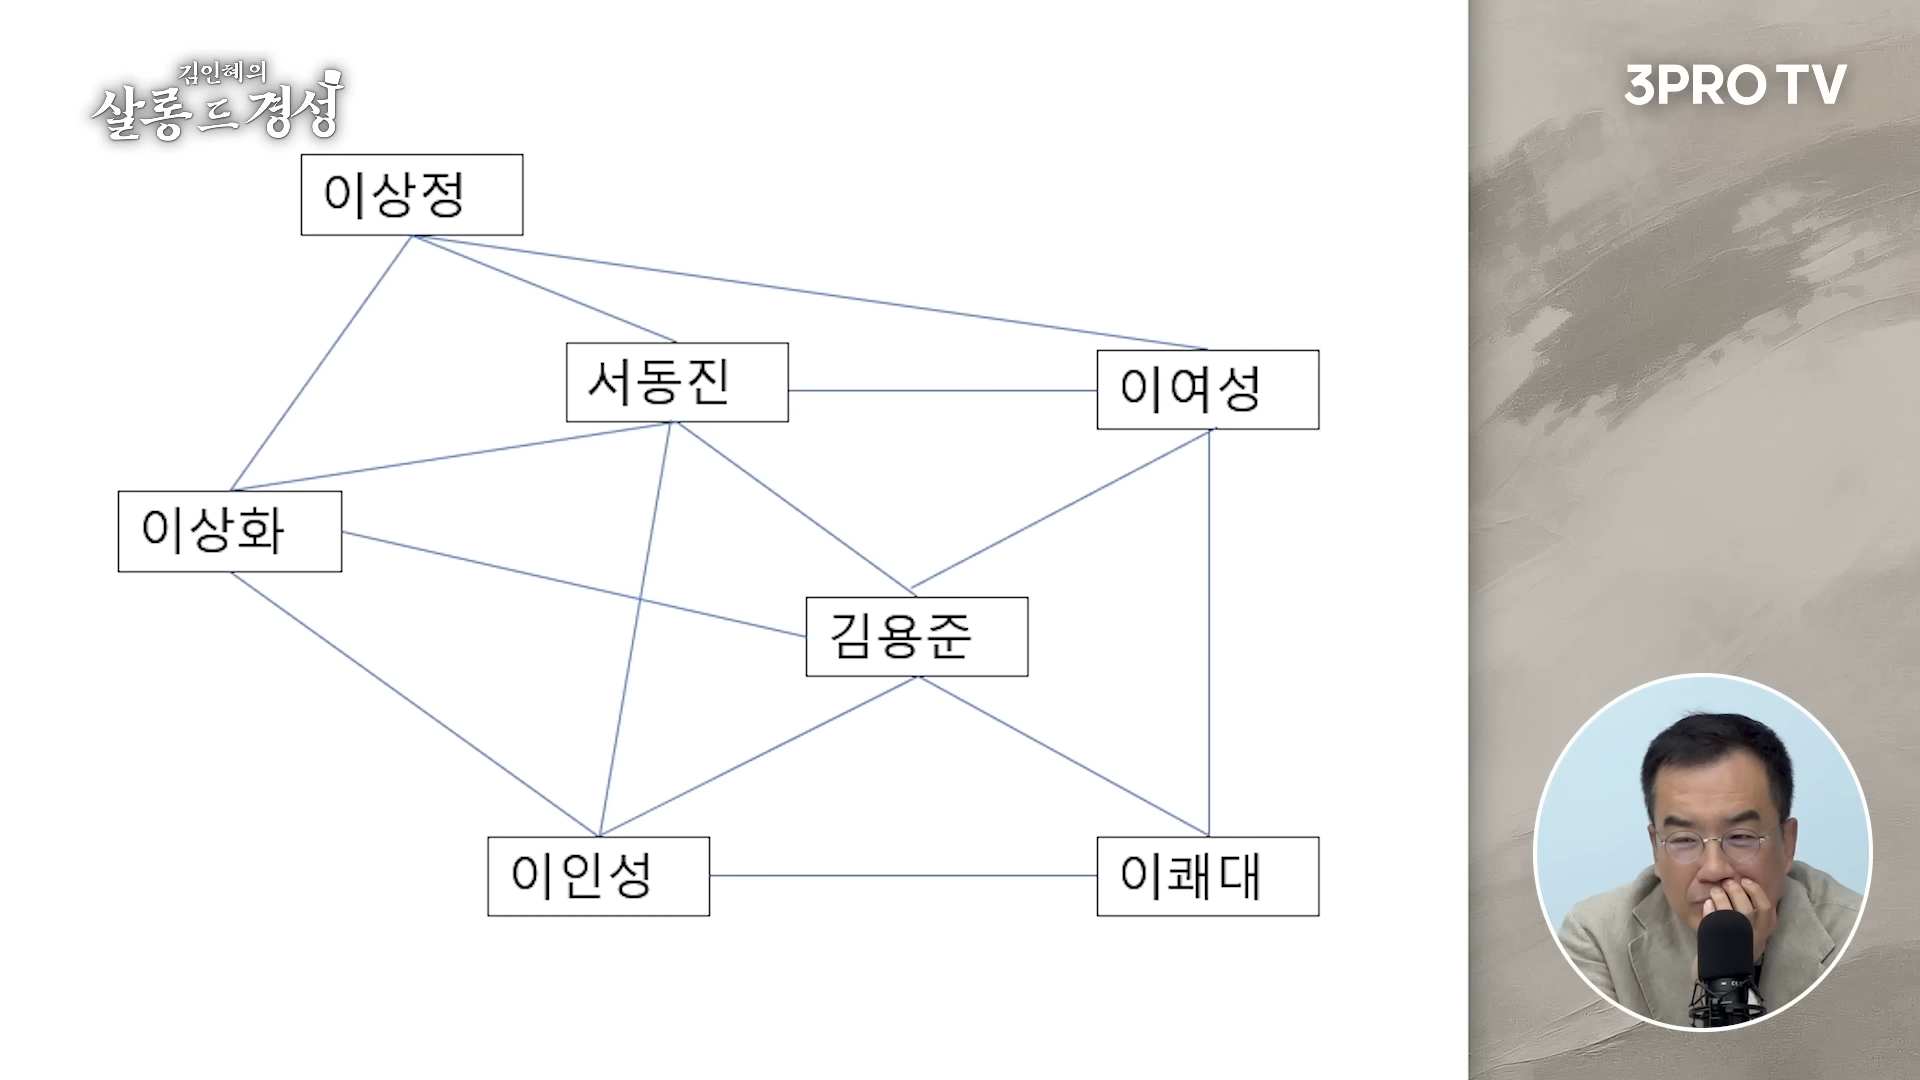 김인혜의
살롱 드 경성
3PRO TV
이상정
서동진
이여성
이상화
김용준
이인성
이쾌대